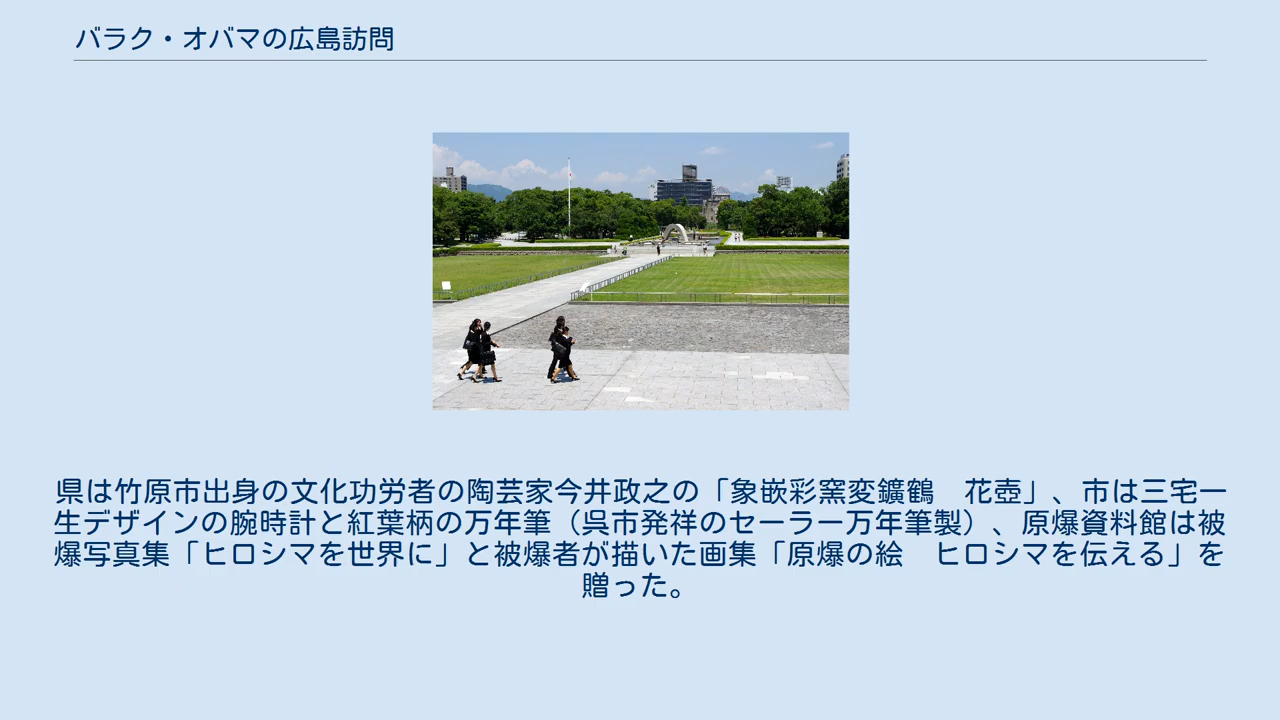 バラク・オバマの広島訪問
県は竹原市出身の文化功労者の陶芸家今井政之の「象嵌彩窯変鑛鶴　花壺」、市は三宅一
生デザインの腕時計と紅葉柄の万年筆（呉市発祥のセーラー万年筆製）、原爆資料館は被
爆写真集「ヒロシマを世界に」と被爆者が描いた画集「原爆の絵　ヒロシマを伝える」を
贈った。